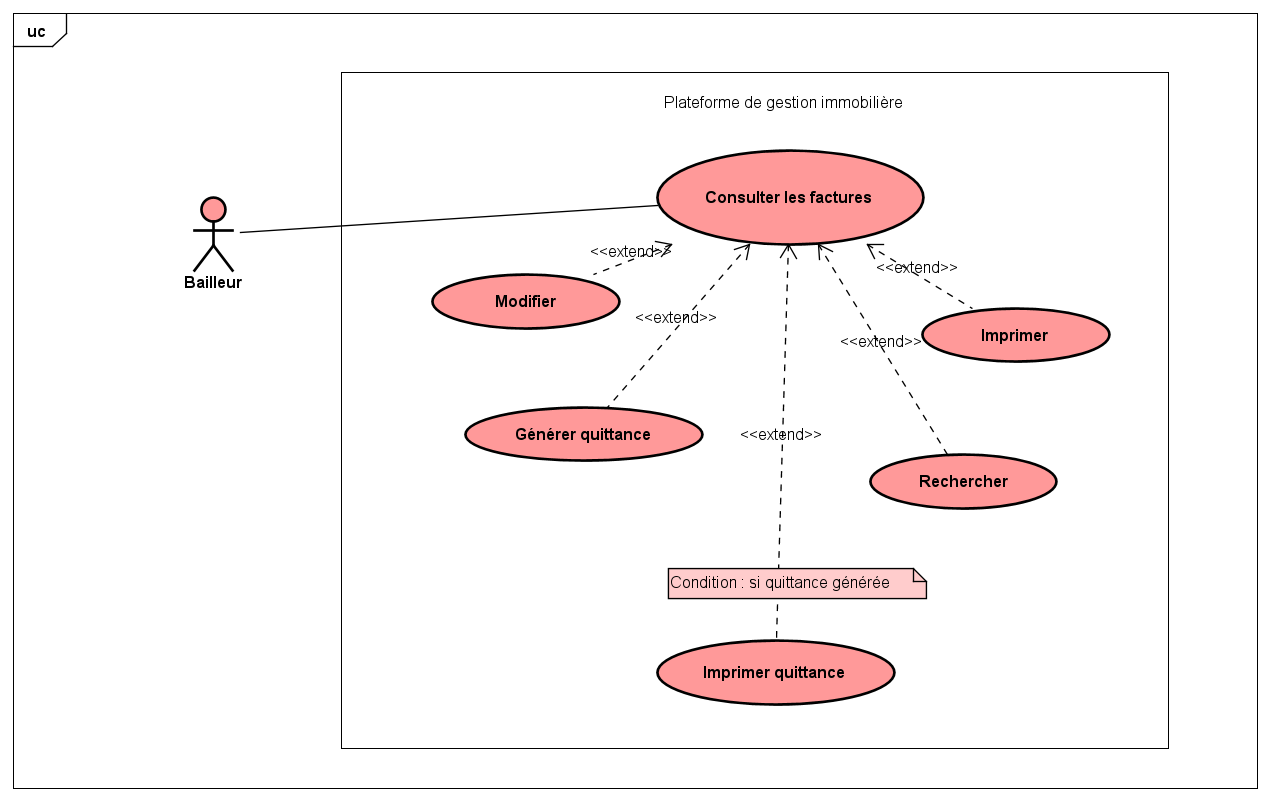 uc
Plateforme de gestion immobilière
Consulter les factures
Bailleur
<<extend>>
<<extend>>
Modifier
<<extend>>
Imprimer
<<extend>>
Générer quittance
<<extend>>
Rechercher
Condition : si quittance générée
Imprimer quittance